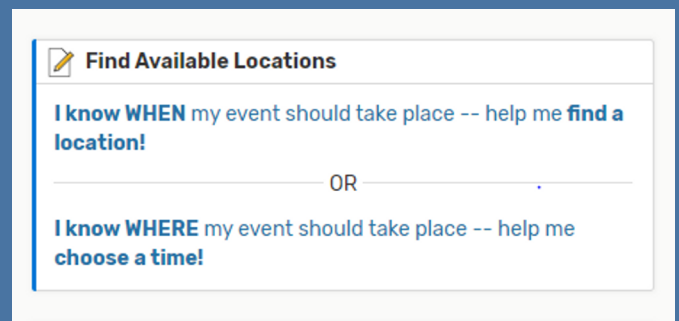 Find Available Locations
I know WHEN my event should take place -- help me find a
location!
OR
I know WHERE my event should take place -- help me
choose a time!